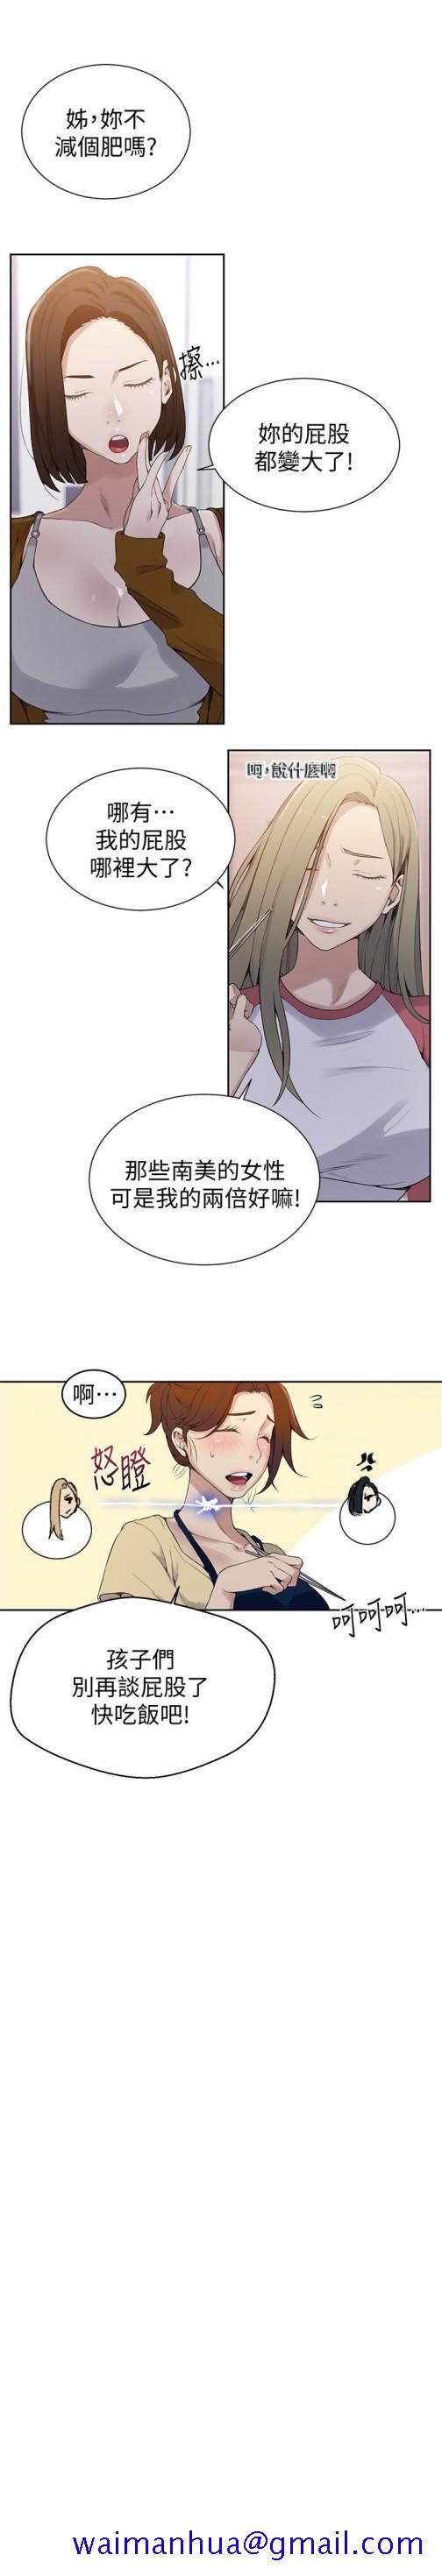 姊，妳不
減個肥嗎?
擦…
妳的屁股
都變大了!
呵，說什麼啊
哪有…
我的屁股
哪裡大了?
那些南美的女性
可是我的兩倍好嘛!
啊…
怒瞪
呵呵呵
孩子們
別再談屁股了
快吃飯吧!
waimanhua@gmail.com